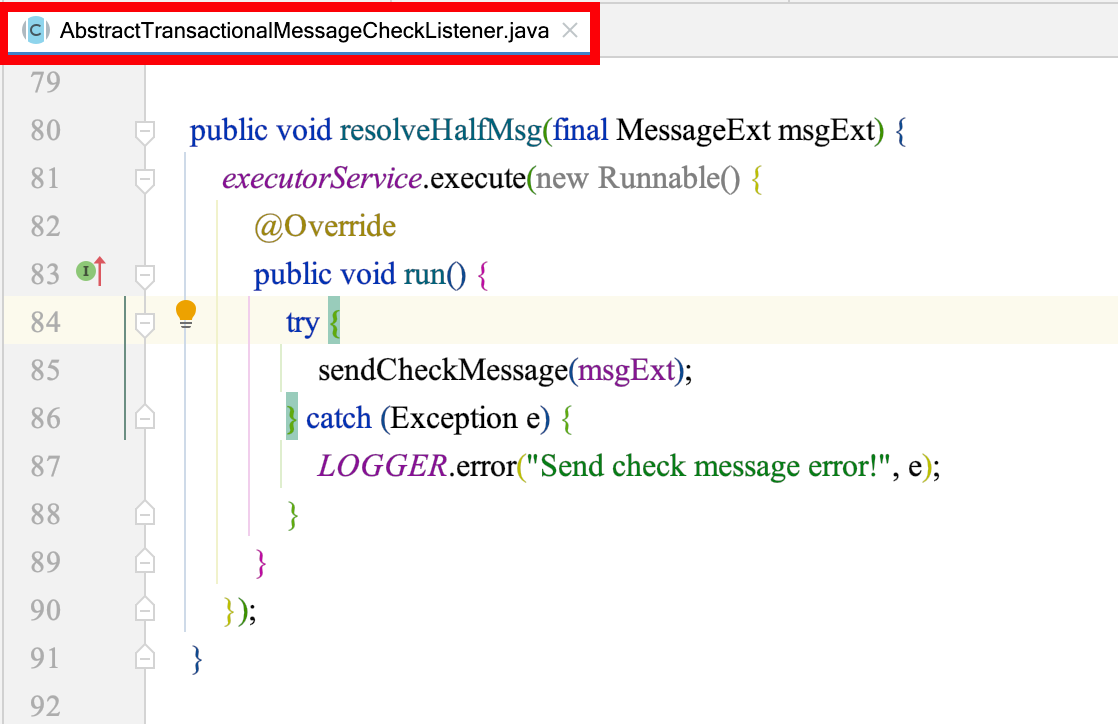 AbstractTransactionalMessageCheckListener.java
79
80 public void resolveHalfMsg(final MessageExt msgExt) {
81 executorService.execute(new Runnable() {
82 @Override
83 public void run() {
84 try {
85 sendCheckMessage(msgExt);
86 } catch (Exception e) {
87 LOGGER.error("Send check message error!", e);
88 }
89 }
90 });
91 }
92